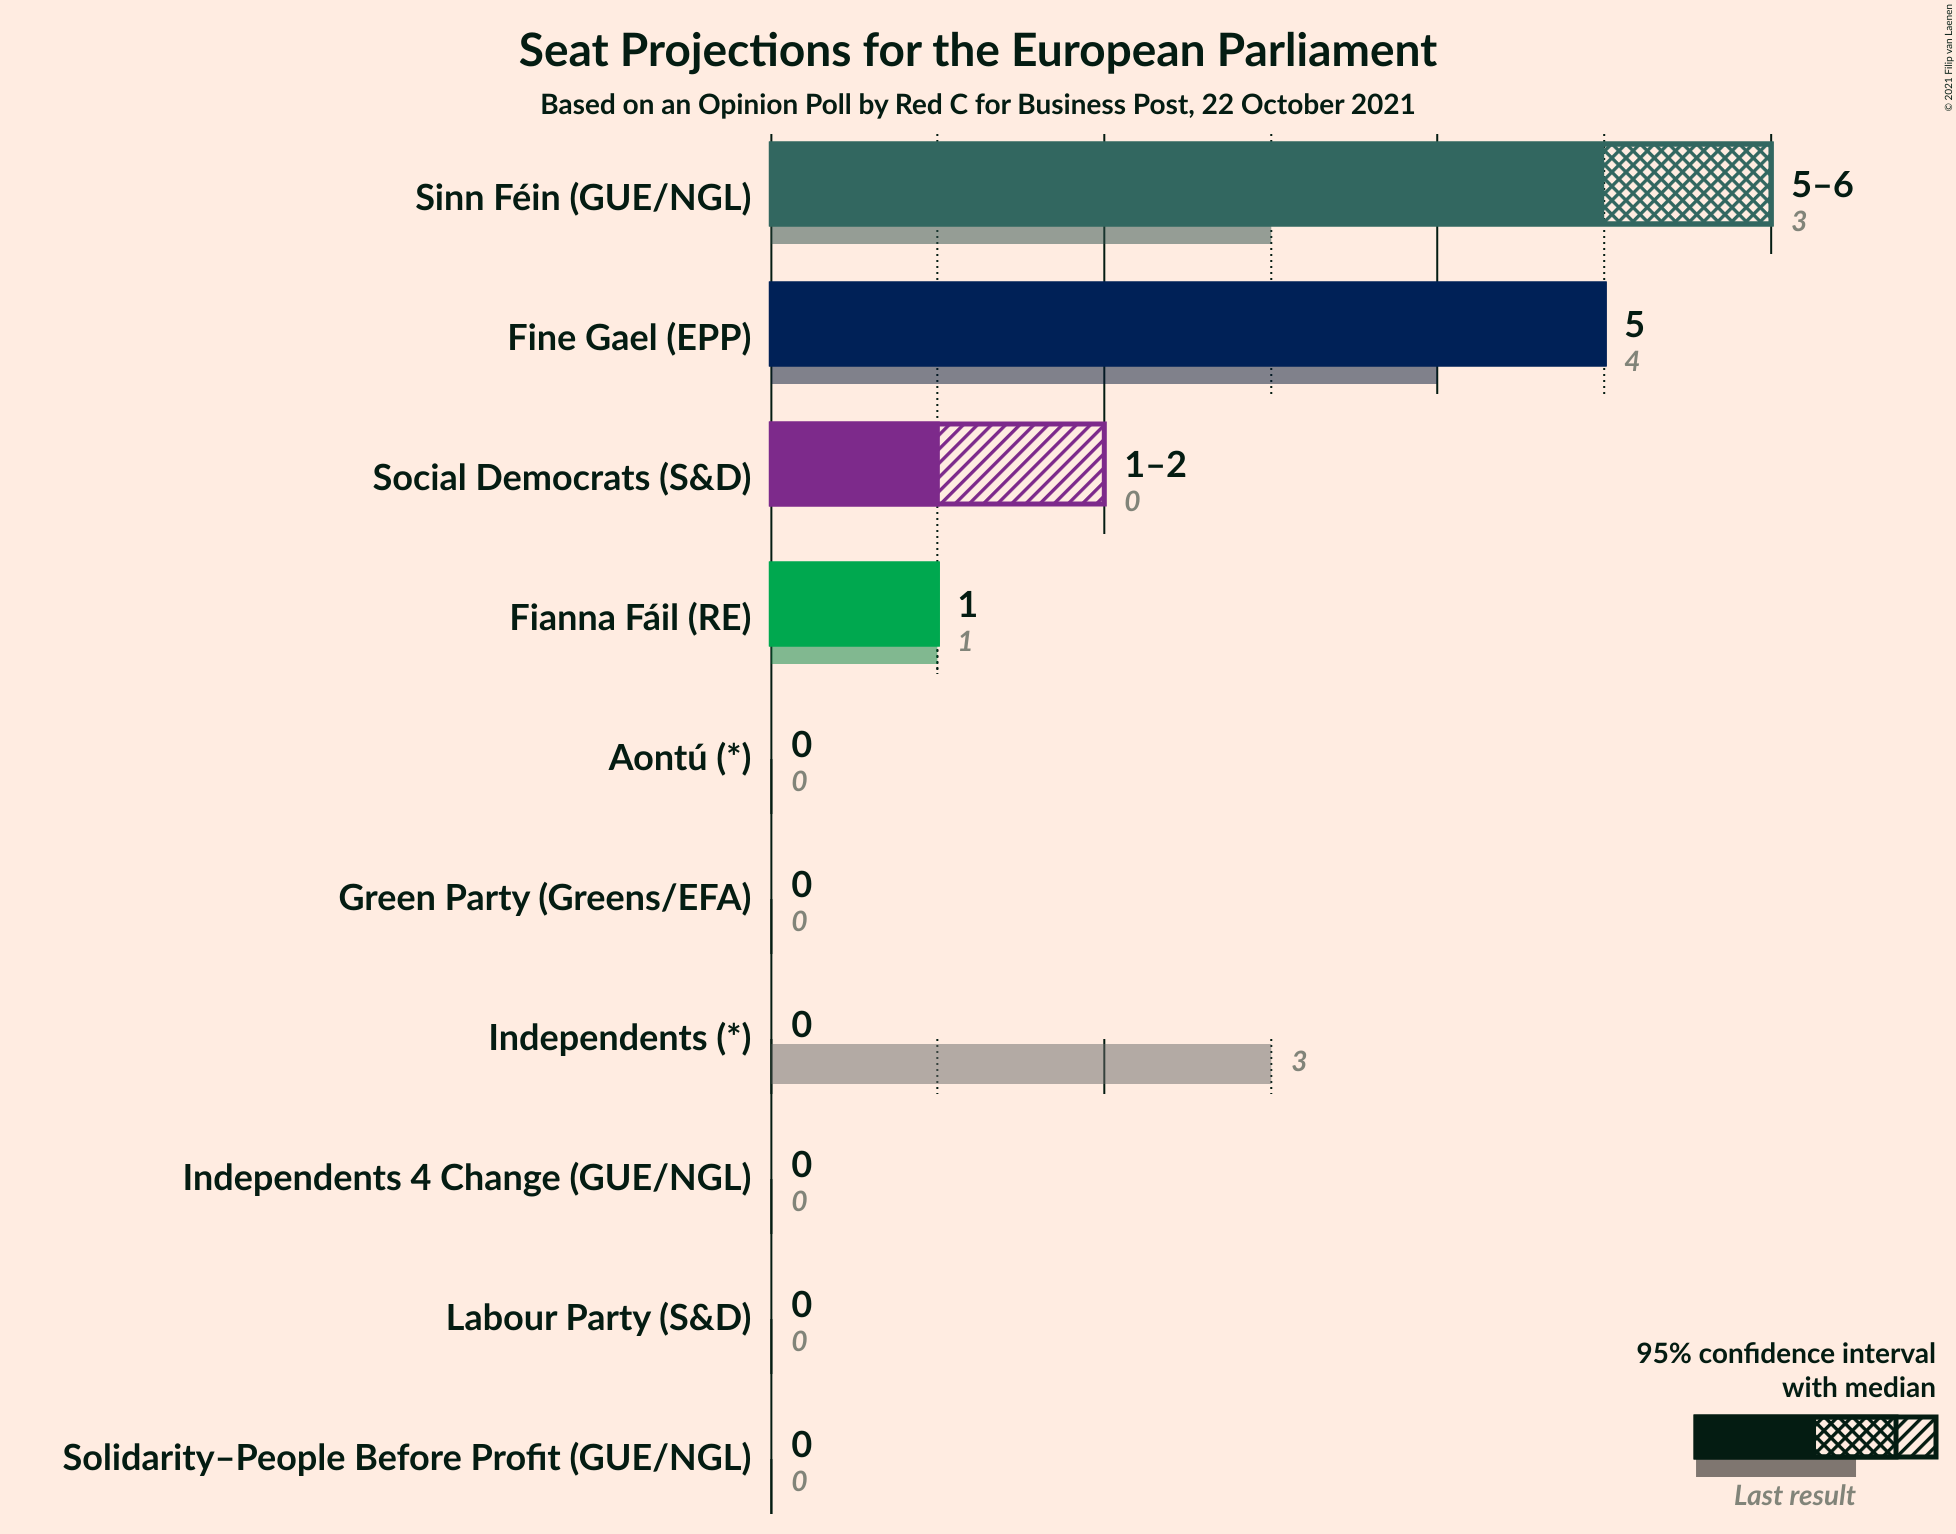 Seat Projections for the European Parliament
Based on an Opinion Poll by Red C for Business Post, 22 October 2021
© 2021 Filip van Laenen
Sinn Féin (GUE/NGL)
5–6
3
Fine Gael (EPP)
5
4
Social Democrats (S&D)
1–2
0
Fianna Fáil (RE)
1
1
Aontú (*)
0
0
Green Party (Greens/EFA)
0
0
Independents (*)
0
3
Independents 4 Change (GUE/NGL)
0
0
Labour Party (S&D)
0
0
Solidarity–People Before Profit (GUE/NGL)
0
0
95% confidence interval
with median
Last result